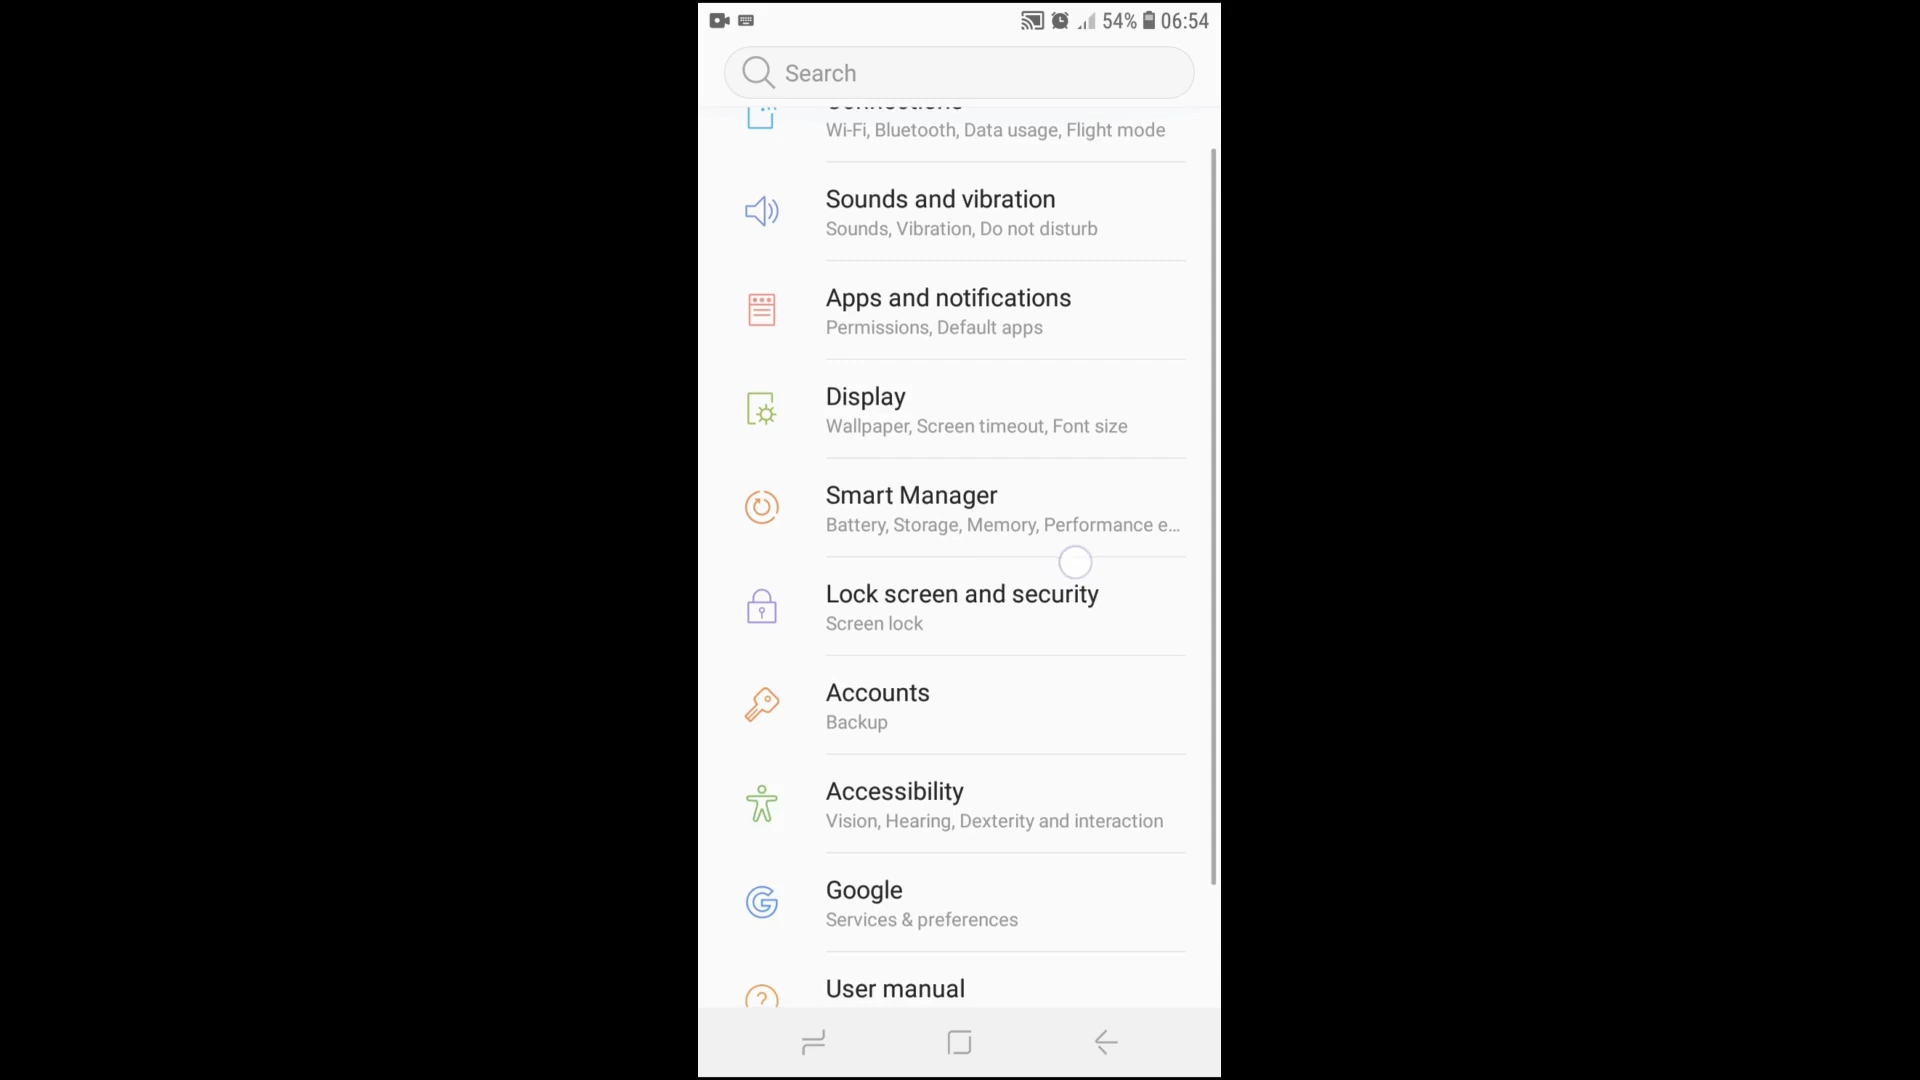 54% 06:54
Search
Connections
Wi-Fi, Bluetooth, Data usage, Flight mode
Sounds and vibration
Sounds, Vibration, Do not disturb
Apps and notifications
Permissions, Default apps
Display
Wallpaper, Screen timeout, Font size
Smart Manager
Battery, Storage, Memory, Performance e...
Lock screen and security
Screen lock
Accounts
Backup
Accessibility
Vision, Hearing, Dexterity and interaction
Google
Services & preferences
User manual